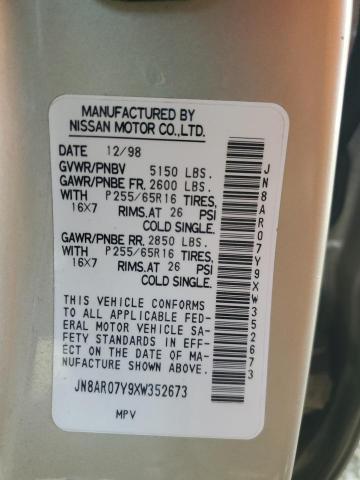 MANUFACTURED BY
NISSAN MOTOR CO.,LTD.
DATE 12/98
GVWR/PNBV 5150 LBS.
GAWR/PNBE FR. 2600 LBS.
WITH P255/65R16 TIRES,
16X7 RIMS,AT 26 PSI
COLD SINGLE.
GAWR/PNBE RR. 2850 LBS.
WITH P255/65R16 TIRES,
16X7 RIMS,AT 26 PSI
COLD SINGLE.
THIS VEHICLE CONFORMS
TO ALL APPLICABLE FED-
ERAL MOTOR VEHICLE SAF-
ETY STANDARDS IN EFF-
ECT ON THE DATE OF MA-
NUFACTURE SHOWN ABOVE.
JN8AR07Y9XW352673
MPV
JN8AR07Y9XW352673